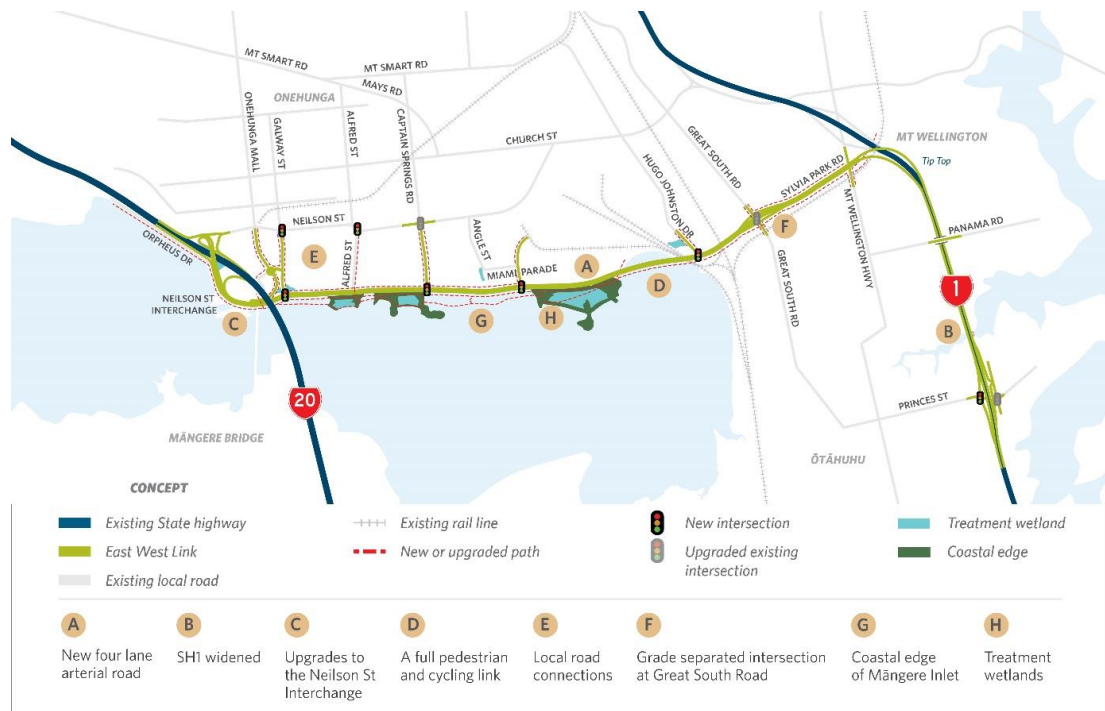 MT SMART RD
MT SMART RD
MAYS RD
ONEHUNGA
ONEHUNGA MALL
GALWAY ST
ALFRED ST
CAPTAIN SPRINGS RD
CHURCH ST
GREAT SOUTH RD
HUGO JOHNSTON DR
SYLVIA PARK RD
MT WELLINGTON
Tip Top
MT WELLINGTON HWY
PANAMA RD
NEILSON ST
ORPHEUS DR
E
ALFRED ST
ANGLE ST
MIAMI PARADE
A
D
F
GREAT SOUTH RD
NEILSON ST
INTERCHANGE
C
G
H
1
B
20
PRINCES ST
MĀNGERE BRIDGE
ŌTĀHUHU
CONCEPT
Existing State highway
East West Link
Existing local road
Existing rail line
New or upgraded path
New intersection
Upgraded existing
intersection
Treatment wetland
Coastal edge
A
New four lane
arterial road
B
SH1 widened
C
Upgrades to
the Neilson St
Interchange
D
A full pedestrian
and cycling link
E
Local road
connections
F
Grade separated intersection
at Great South Road
G
Coastal edge
of Māngere Inlet
H
Treatment
wetlands